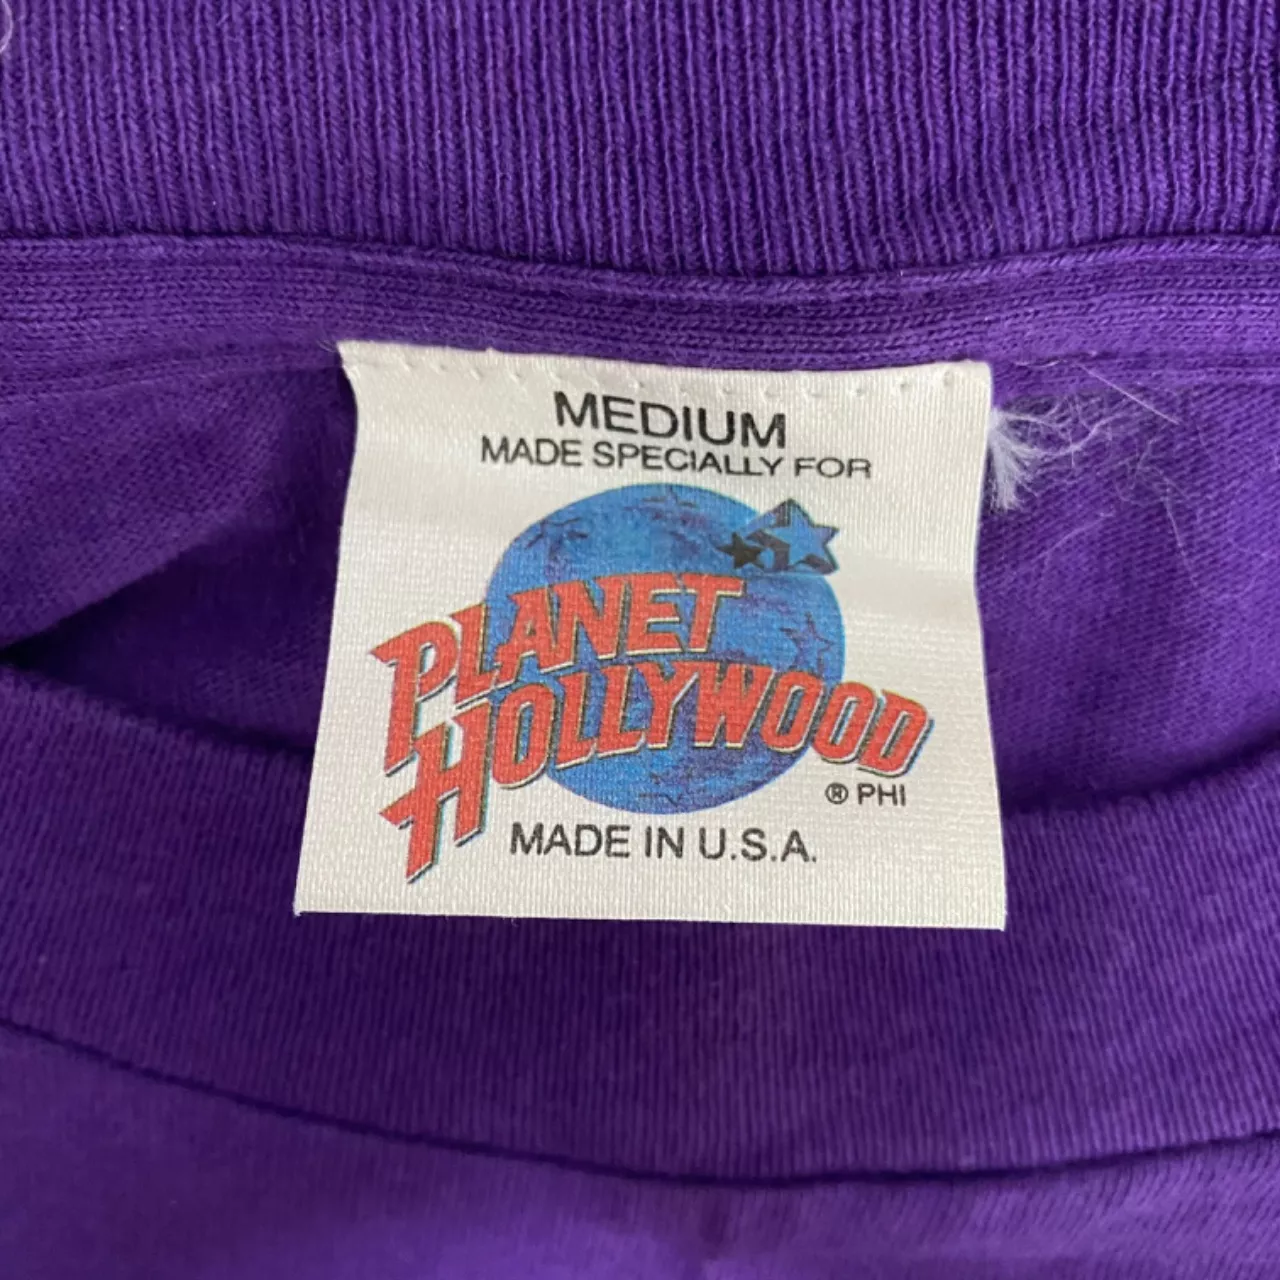 MEDIUM
MADE SPECIALLY FOR
PLANET
HOLLYWOOD
® PHI
MADE IN U.S.A.